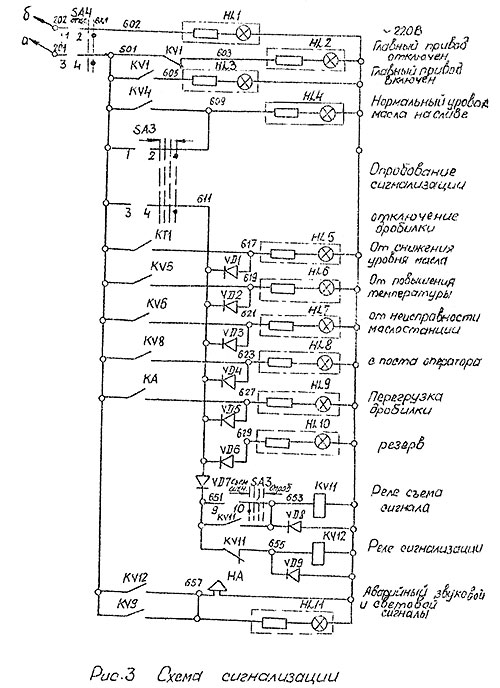 б SA4
202 откл. вкл 602 HL1 ~220В
1 2
а 201 3 4 501 KV1 603 HL2 Главный привод
отключен
KV1 605 HL3 Главный привод
включен
KV4 609 HL4 Нормальный уровень
масла на сливе
SA3
1 2
Опробование
сигнализации
3 4 611
отключение
дробилки
KT1 617 HL5 От снижения
уровня масла
VD1
KV5 619 HL6 От повышения
температуры
VD2
KV6 621 HL7 от неисправности
маслостанции
VD3
KV8 623 HL8 с поста оператора
VD4
KA 627 HL9 Перегрузка
дробилки
VD5
629 HL10 резерв
VD6
VD7 съем
сигн. SA3 опроб
651 653 KV11 Реле съема
сигнала
9 10
KV11 VD8
KV11 655 KV12 Реле сигнализации
VD9
HA
KV12 657 Аварийный звуковой
и световой
сигналы
KV9 HL11
Рис.3 Схема сигнализации